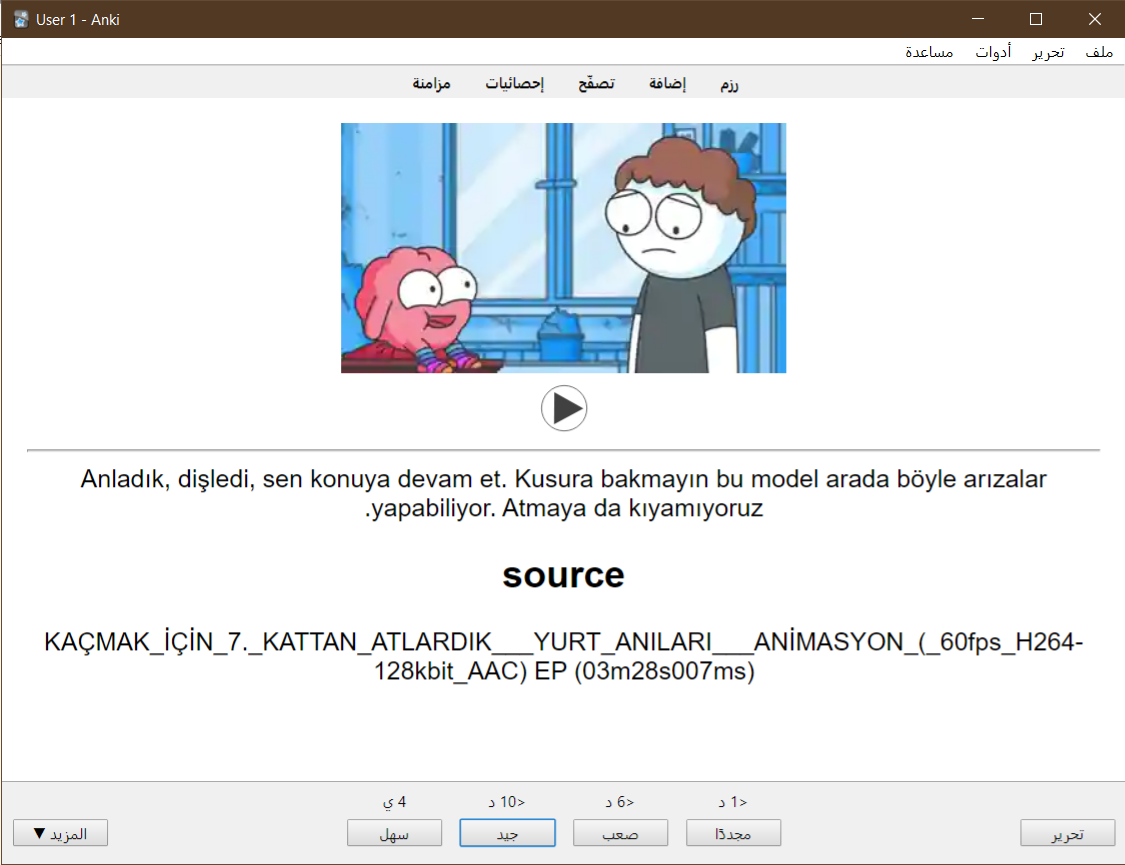 User 1 - Anki
ملف تحرير أدوات مساعدة
رزم إضافة تصفّح إحصائيات مزامنة
Anladık, dişledi, sen konuya devam et. Kusura bakmayın bu model arada böyle arızalar
.yapabiliyor. Atmaya da kıyamıyoruz
source
KAÇMAK_İÇİN_7._KATTAN_ATLARDIK___YURT_ANILARI___ANİMASYON_(_60fps_H264-
128kbit_AAC) EP (03m28s007ms)
<1 د <6 د <10 د 4 ي
تحرير مجددًا صعب جيد سهل المزيد ▼